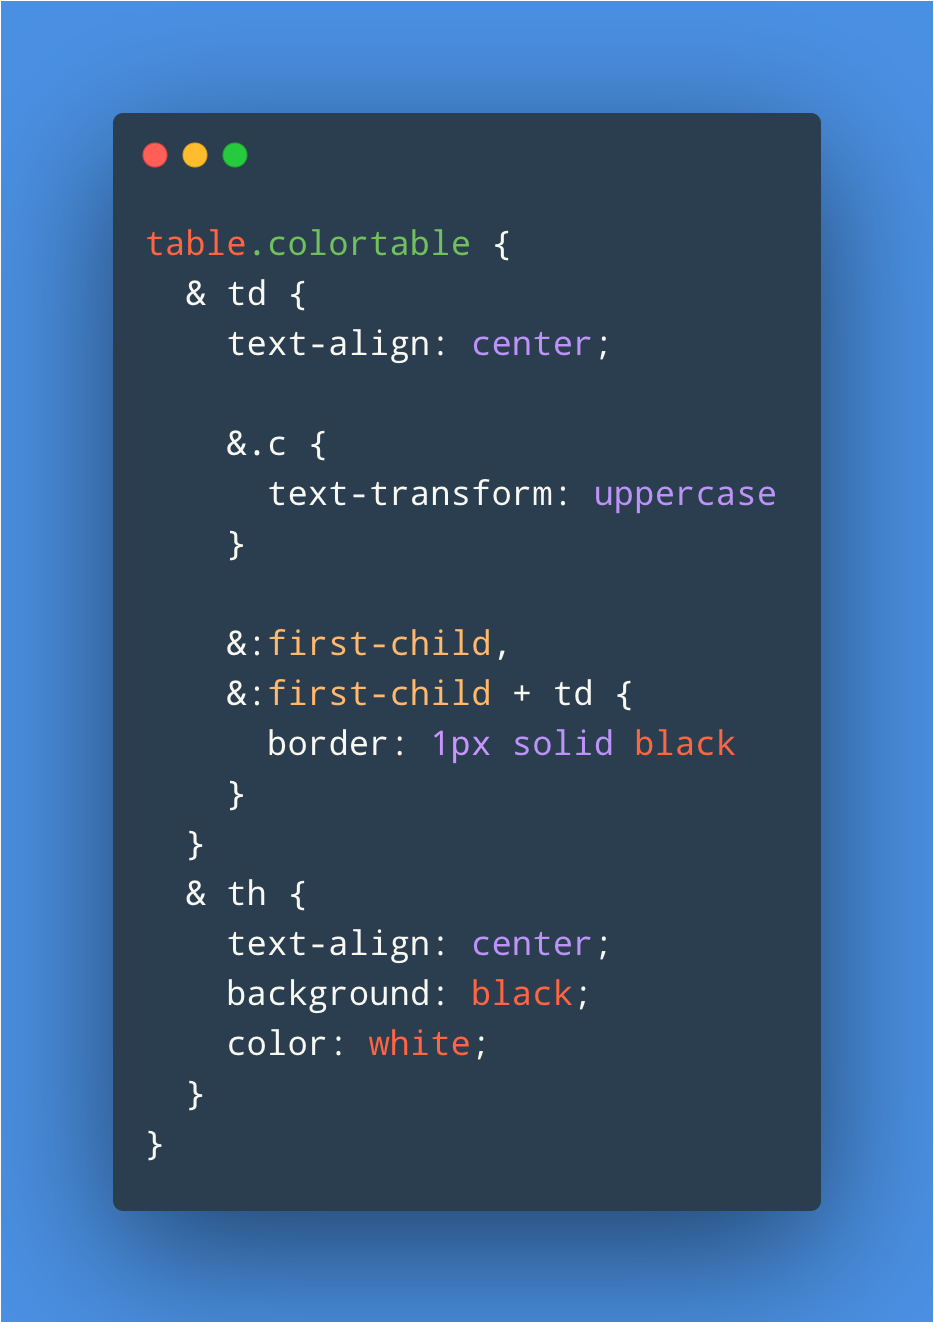 table.colortable {
  & td {
    text-align: center;

    &.c {
      text-transform: uppercase
    }

    &:first-child,
    &:first-child + td {
      border: 1px solid black
    }
  }
  & th {
    text-align: center;
    background: black;
    color: white;
  }
}